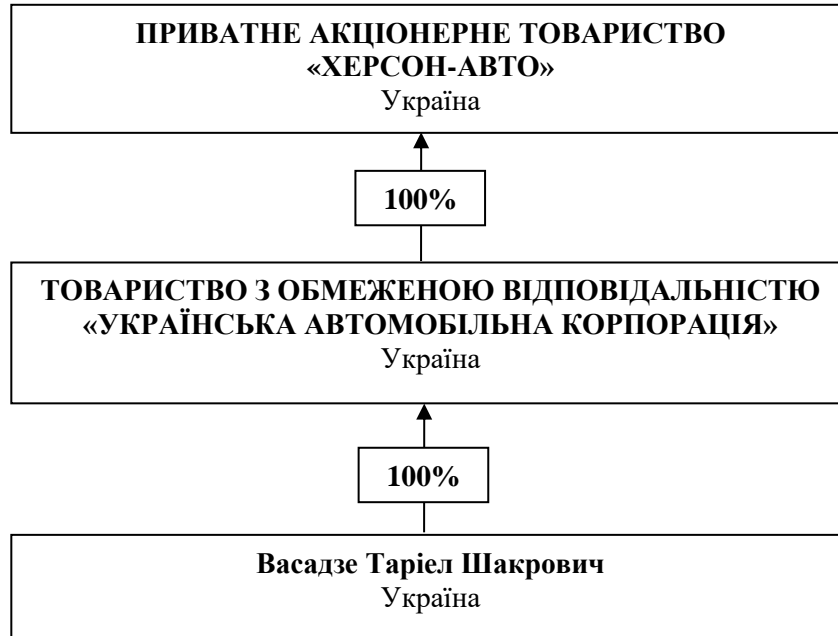 ПРИВАТНЕ АКЦІОНЕРНЕ ТОВАРИСТВО
«ХЕРСОН-АВТО»
Україна
100%
ТОВАРИСТВО З ОБМЕЖЕНОЮ ВІДПОВІДАЛЬНІСТЮ
«УКРАЇНСЬКА АВТОМОБІЛЬНА КОРПОРАЦІЯ»
Україна
100%
Васадзе Таріел Шакрович
Україна